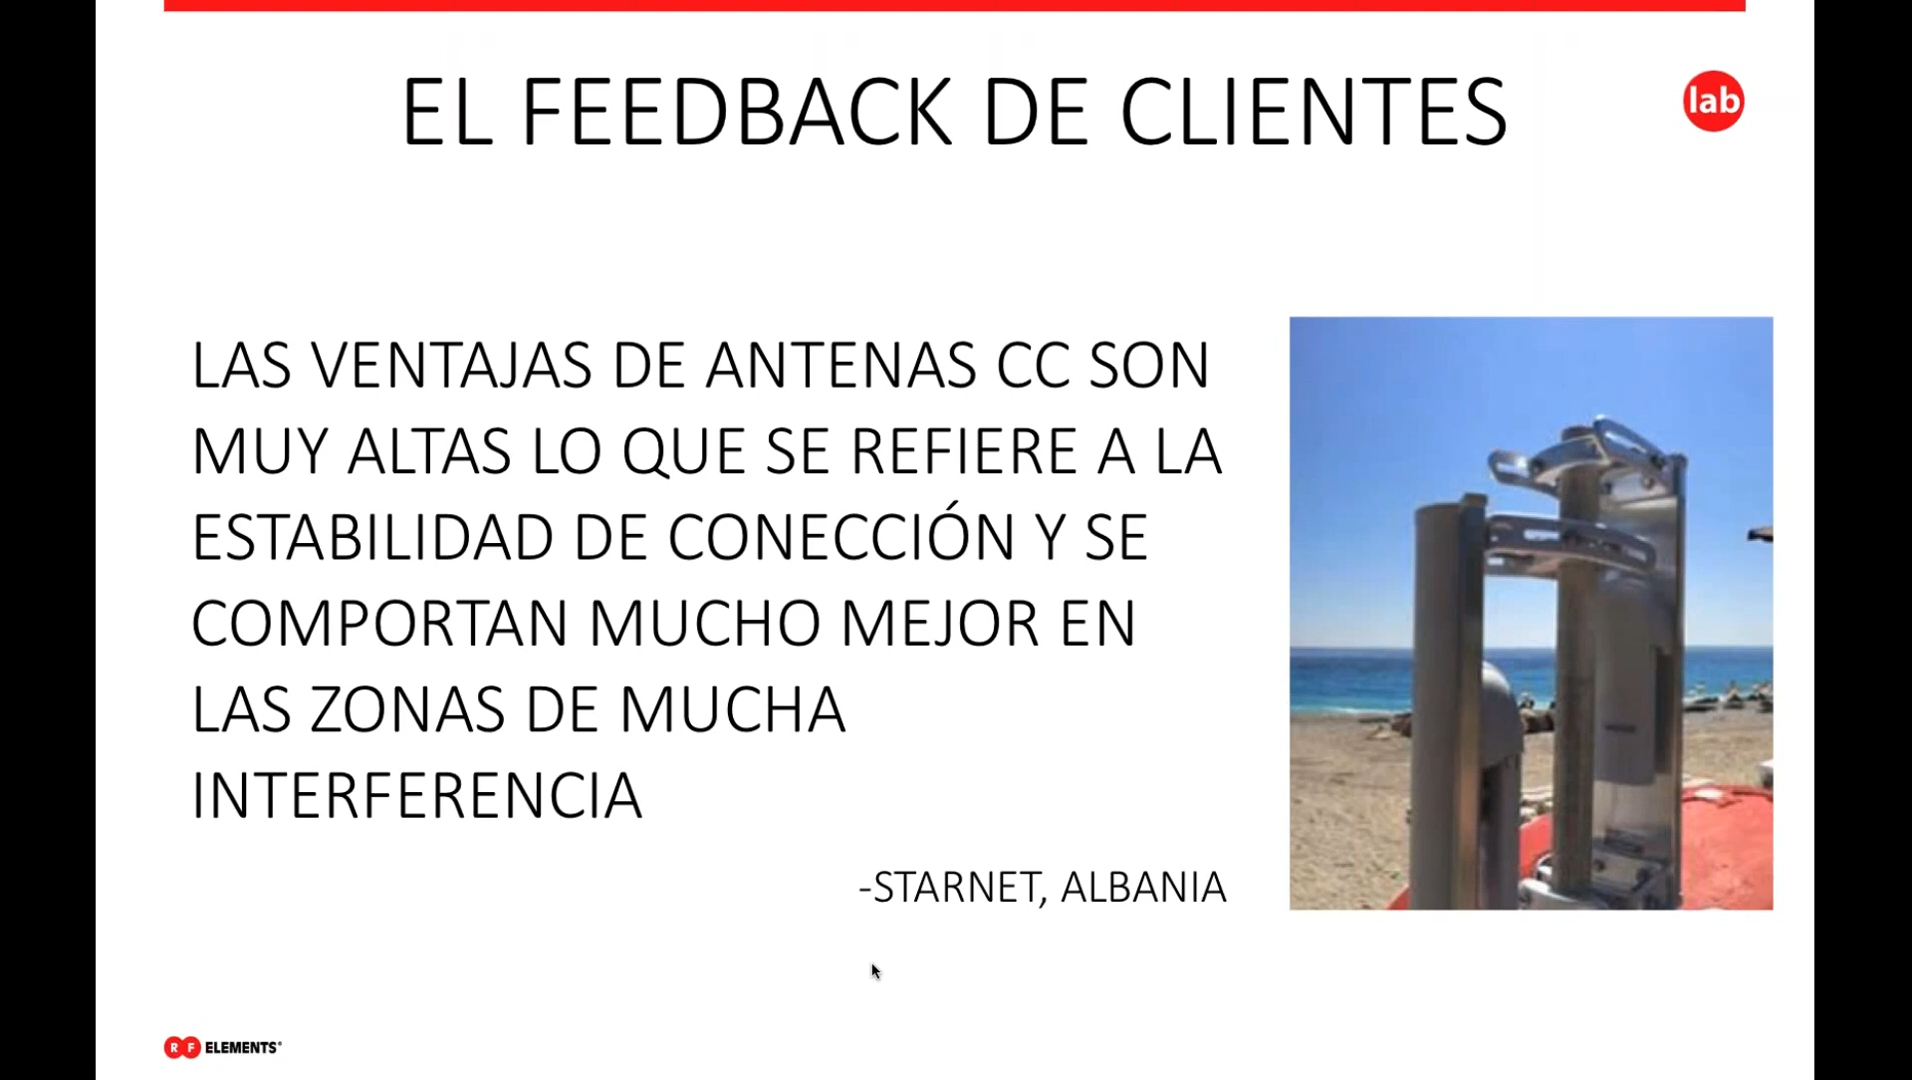 EL FEEDBACK DE CLIENTES
lab
LAS VENTAJAS DE ANTENAS CC SON
MUY ALTAS LO QUE SE REFIERE A LA
ESTABILIDAD DE CONECCIÓN Y SE
COMPORTAN MUCHO MEJOR EN
LAS ZONAS DE MUCHA
INTERFERENCIA
-STARNET, ALBANIA
RF ELEMENTS®